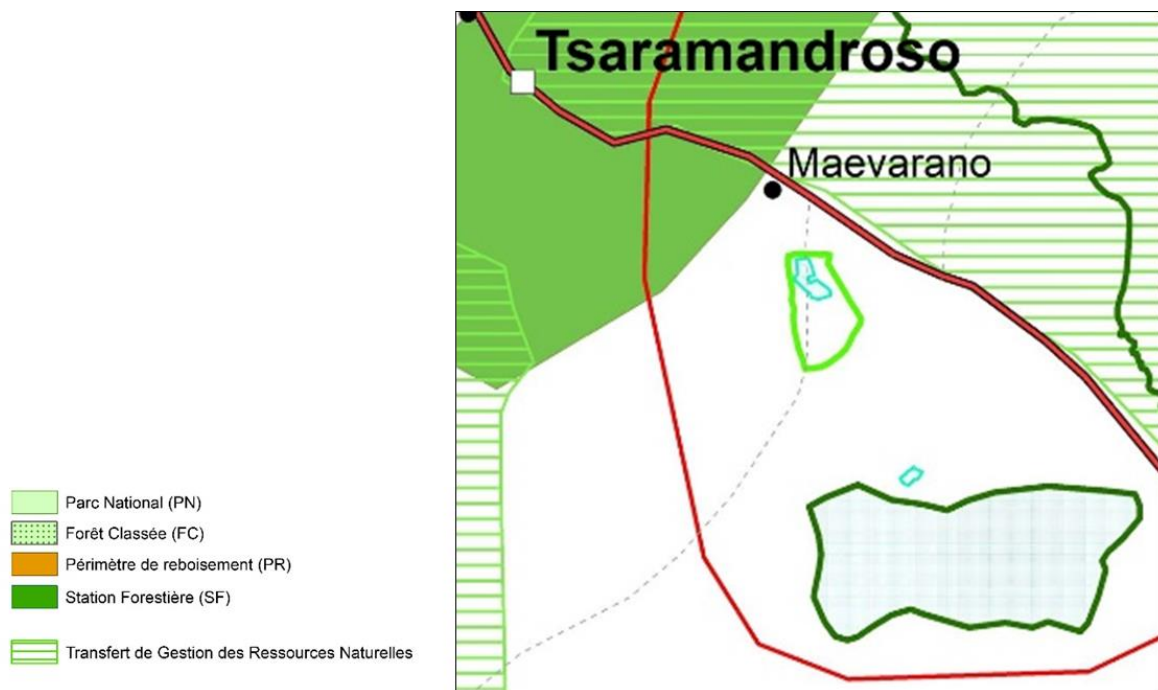 Tsaramandroso
Maevarano
Parc National (PN)
Forêt Classée (FC)
Périmètre de reboisement (PR)
Station Forestière (SF)
Transfert de Gestion des Ressources Naturelles